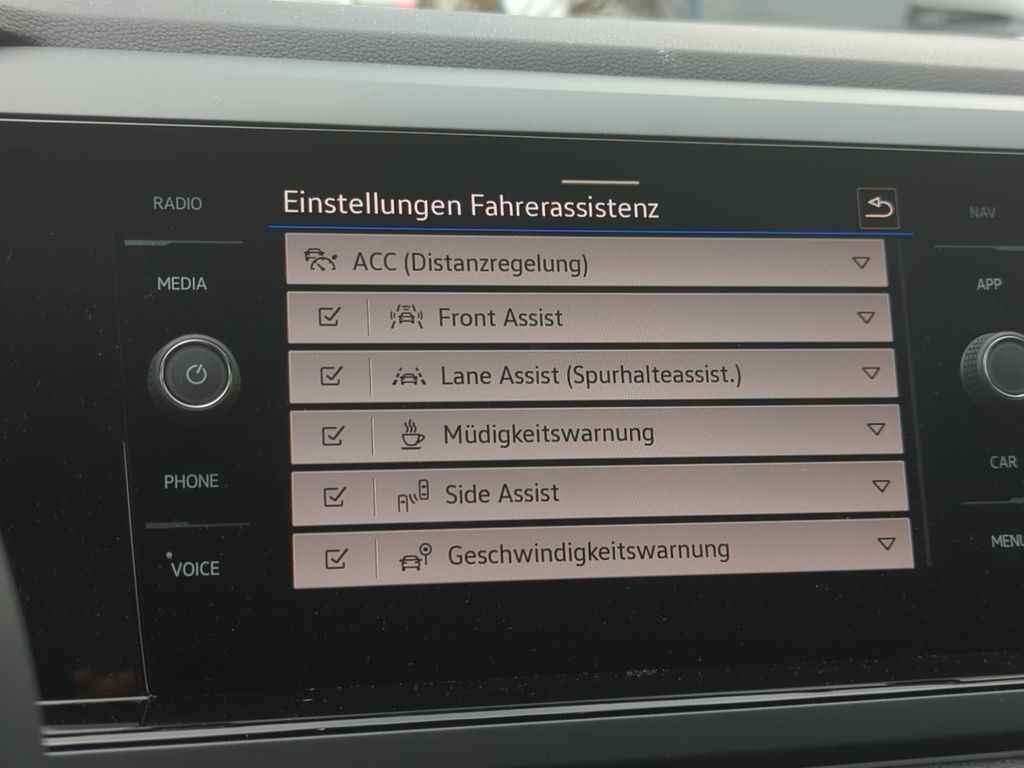 RADIO
MEDIA
PHONE
VOICE
Einstellungen Fahrerassistenz
ACC (Distanzregelung)
Front Assist
Lane Assist (Spurhalteassist.)
Müdigkeitswarnung
Side Assist
Geschwindigkeitswarnung
NAV
APP
CAR
MENU